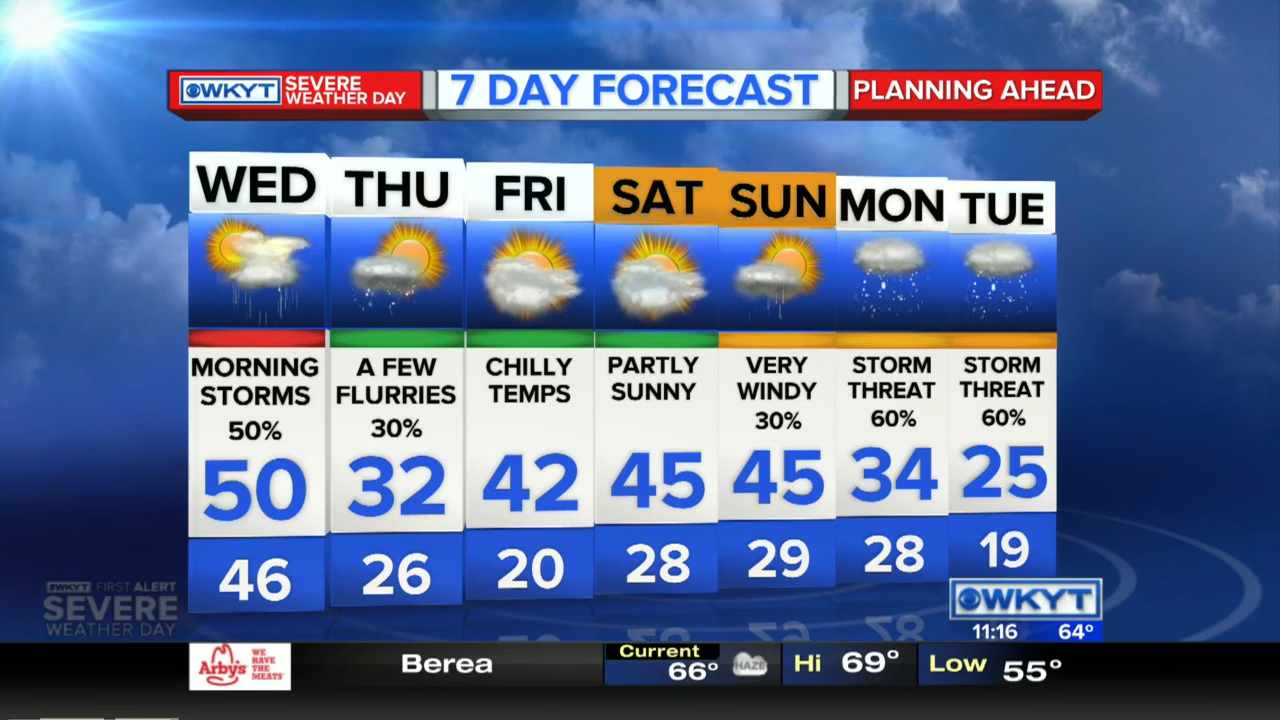 WKYT
SEVERE
WEATHER DAY
7 DAY FORECAST
PLANNING AHEAD
WED
THU
FRI
SAT
SUN
MON
TUE
MORNING
STORMS
50%
50
46
A FEW
FLURRIES
30%
32
26
CHILLY
TEMPS
42
20
PARTLY
SUNNY
45
28
VERY
WINDY
30%
45
29
STORM
THREAT
60%
34
28
STORM
THREAT
60%
25
19
WKYT FIRST ALERT
SEVERE
WEATHER DAY
WKYT
11:16 64°
Arby's
WE
HAVE
THE
MEATS
Berea
Current
66°
HAZE
Hi 69°
Low 55°